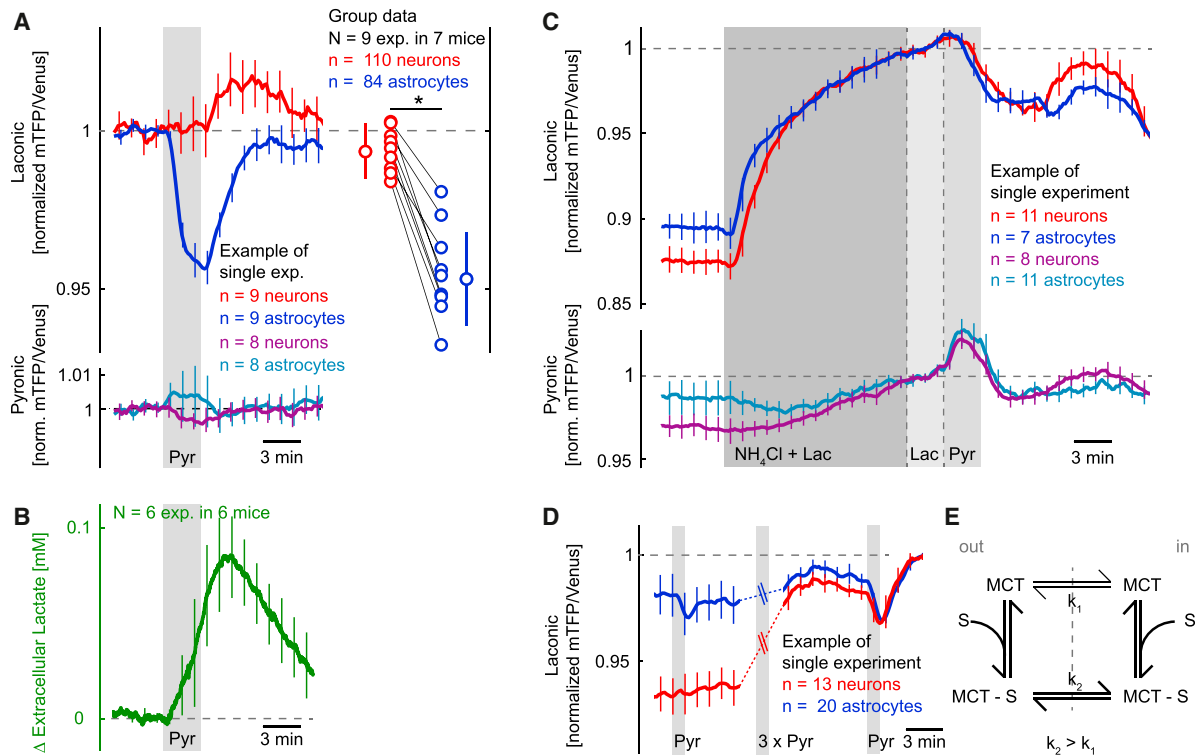 A
Group data
N = 9 exp. in 7 mice
n = 110 neurons
n = 84 astrocytes
*
Laconic
[normalized mTFP/Venus]
1
0.95
Example of
single exp.
n = 9 neurons
n = 9 astrocytes
n = 8 neurons
n = 8 astrocytes
Pyronic
[norm. mTFP/Venus]
1.01
1
Pyr
3 min
B
N = 6 exp. in 6 mice
Δ Extracellular Lactate [mM]
0.1
0
Pyr
3 min
C
Laconic
[normalized mTFP/Venus]
1
0.95
0.9
0.85
Example of
single experiment
n = 11 neurons
n = 7 astrocytes
n = 8 neurons
n = 11 astrocytes
Pyronic
[norm. mTFP/Venus]
1
0.95
NH4Cl + Lac
Lac
Pyr
3 min
D
Laconic
[normalized mTFP/Venus]
1
0.95
Example of
single experiment
n = 13 neurons
n = 20 astrocytes
Pyr
3 x Pyr
Pyr
3 min
E
out
in
MCT
MCT
k1
S
S
k2
MCT - S
MCT - S
k2 > k1